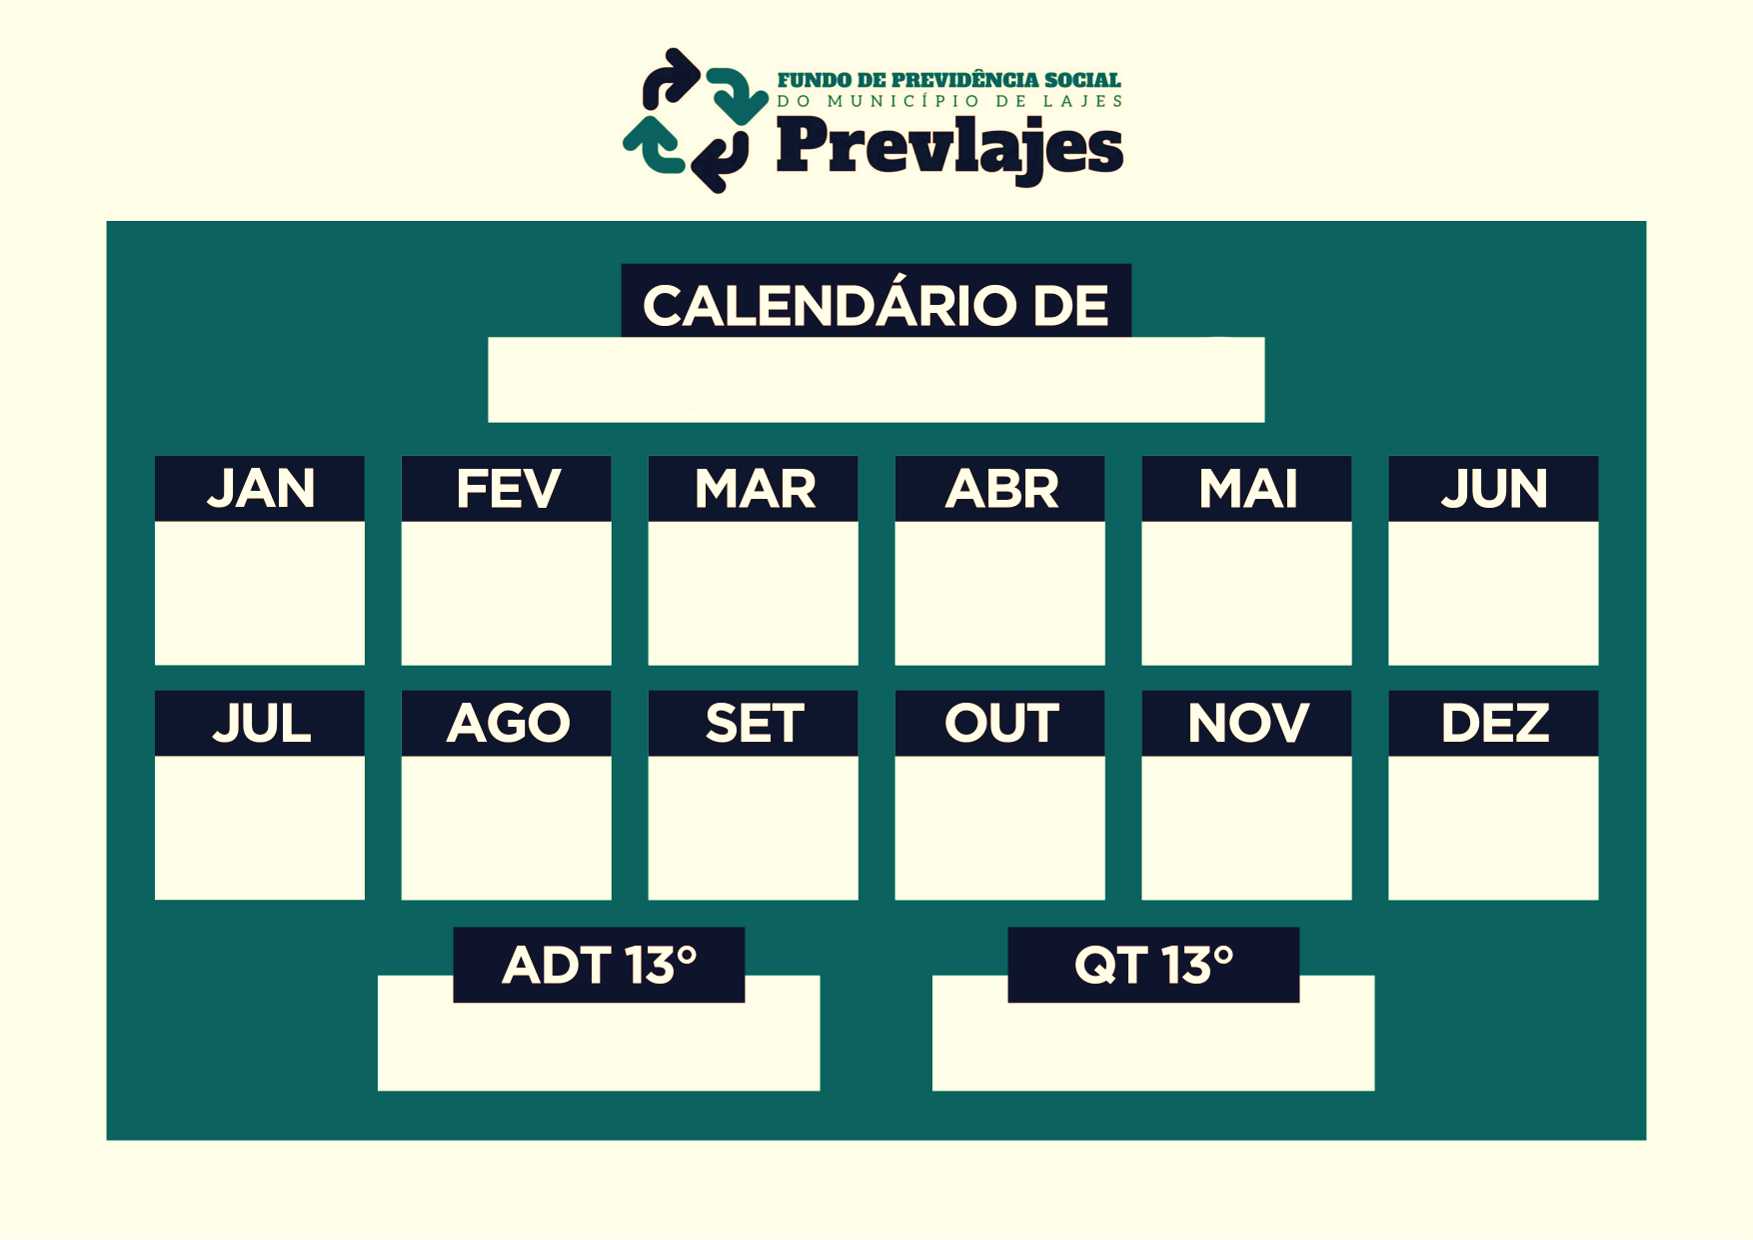 FUNDO DE PREVIDÊNCIA SOCIAL
DO MUNICÍPIO DE LAJES
Prevlajes
CALENDÁRIO DE
JAN FEV MAR ABR MAI JUN
JUL AGO SET OUT NOV DEZ
ADT 13° QT 13°